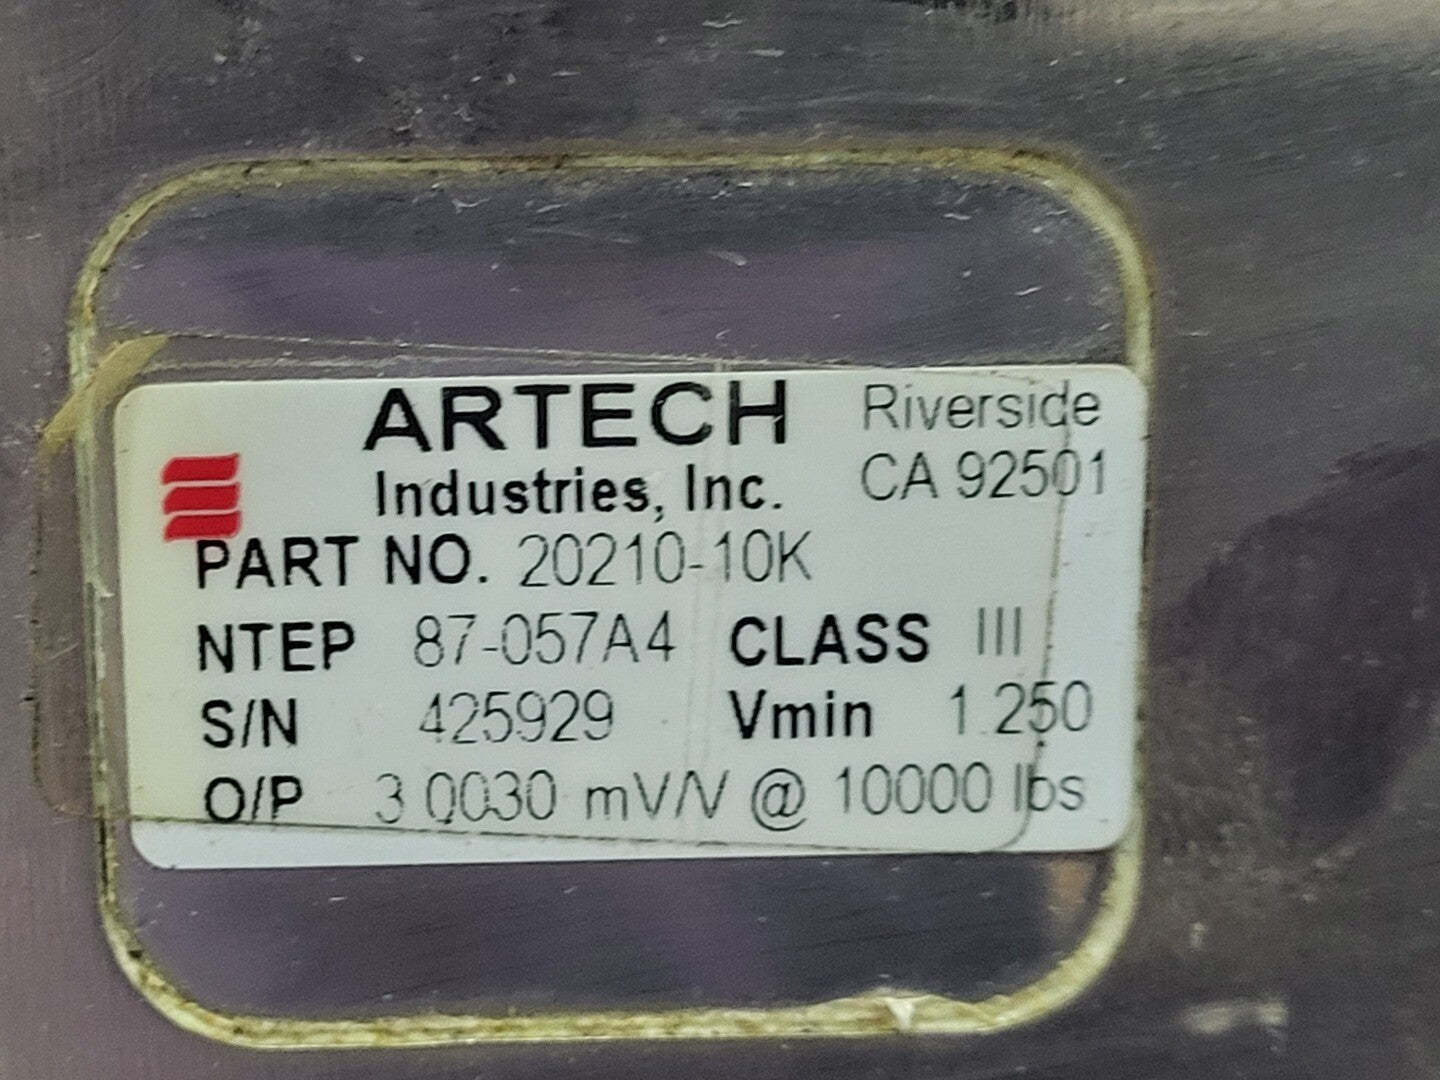 ARTECH Riverside
Industries, Inc. CA 92501
PART NO. 20210-10K
NTEP 87-057A4 CLASS III
S/N 425929 Vmin 1.250
O/P 3.0030 mV/V @ 10000 lbs